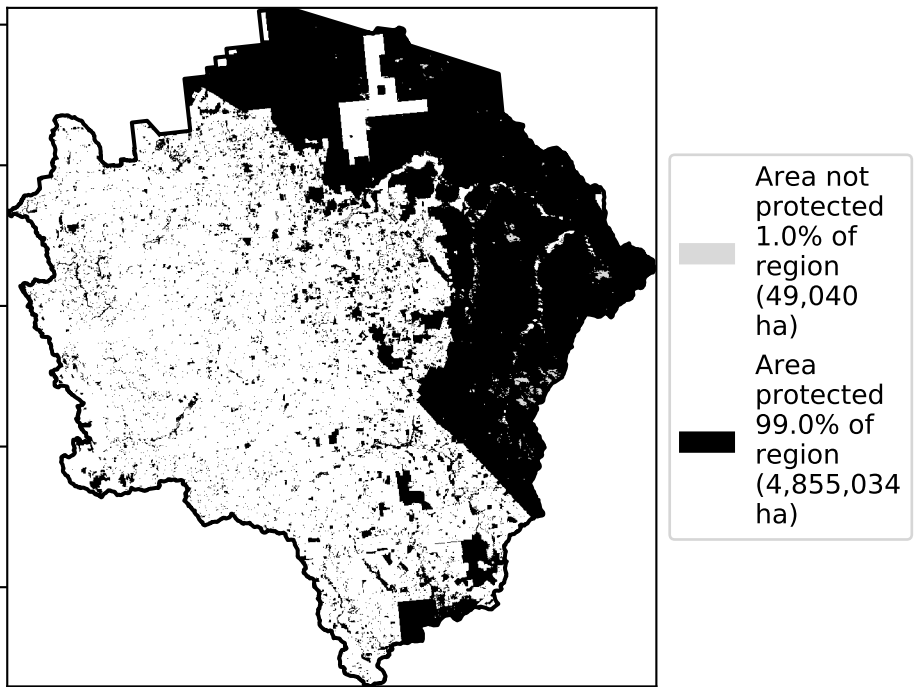 Area not
protected
1.0% of
region
(49,040
ha)
Area
protected
99.0% of
region
(4,855,034
ha)